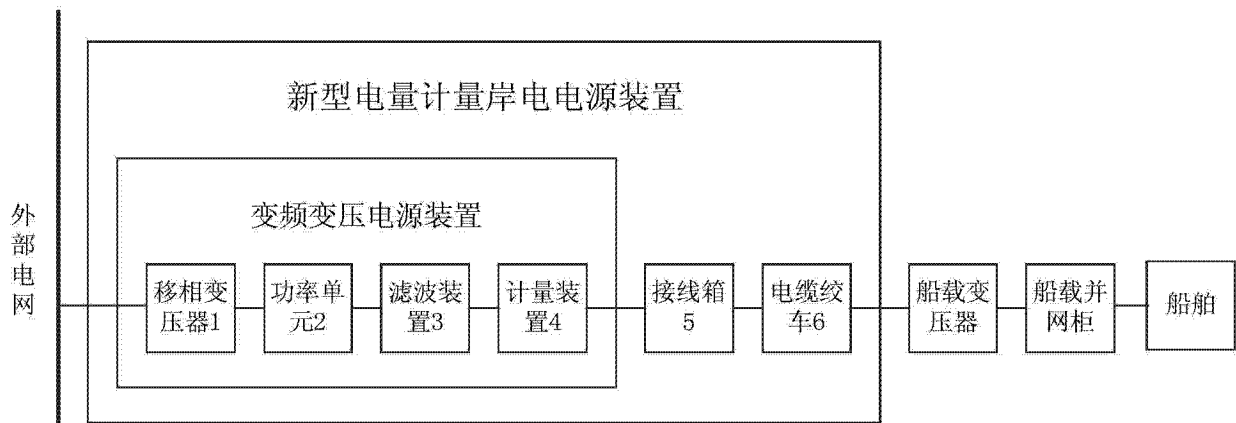 新型电量计量岸电电源装置
变频变压电源装置
外
部
电
网
移相变
压器1
功率单
元2
滤波装
置3
计量装
置4
接线箱
5
电缆绞
车6
船载变
压器
船载并
网柜
船舶